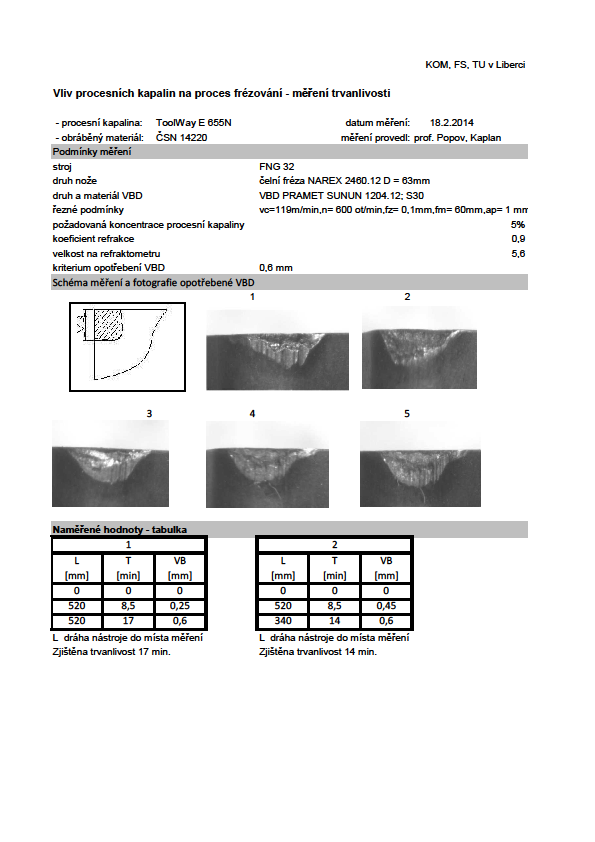 KOM, FS, TU v Liberci
Vliv procesních kapalin na proces frézování - měření trvanlivosti
- procesní kapalina: ToolWay E 655N datum měření: 18.2.2014
- obráběný materiál: ČSN 14220 měření provedl: prof. Popov, Kaplan
Podmínky měření
stroj FNG 32
druh nože čelní fréza NAREX 2460.12 D = 63mm
druh a materiál VBD VBD PRAMET SUNUN 1204.12; S30
řezné podmínky vc=119m/min,n= 600 ot/min,fz= 0,1mm,fm= 60mm,ap= 1 mm
požadovaná koncentrace procesní kapaliny 5%
koeficient refrakce 0,9
velkost na refraktometru 5,6
kriterium opotřebení VBD 0,6 mm
Schéma měření a fotografie opotřebené VBD
1 2
3 4 5
Naměřené hodnoty - tabulka
1 2
L T VB L T VB
[mm] [min] [mm] [mm] [min] [mm]
0 0 0 0 0 0
520 8,5 0,25 520 8,5 0,45
520 17 0,6 340 14 0,6
L dráha nástroje do místa měření L dráha nástroje do místa měření
Zjištěna trvanlivost 17 min. Zjištěna trvanlivost 14 min.